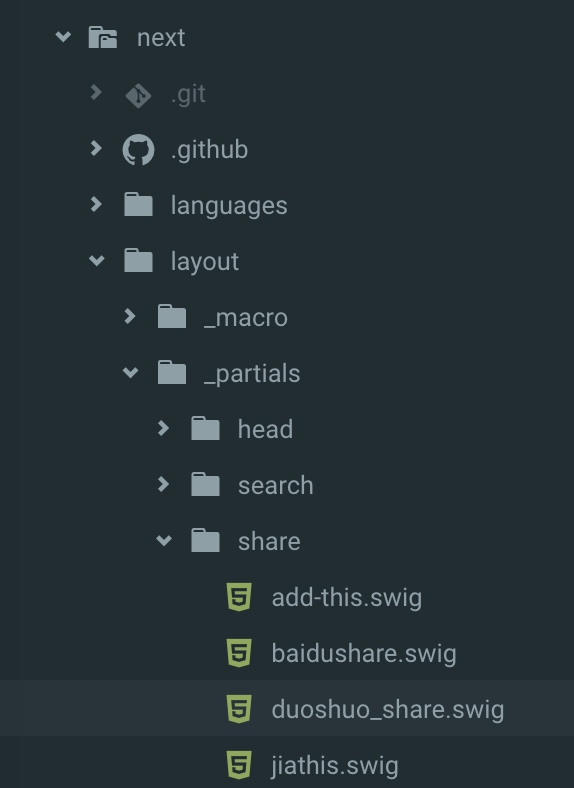 next
.git
.github
languages
layout
_macro
_partials
head
search
share
add-this.swig
baidushare.swig
duoshuo_share.swig
jiathis.swig